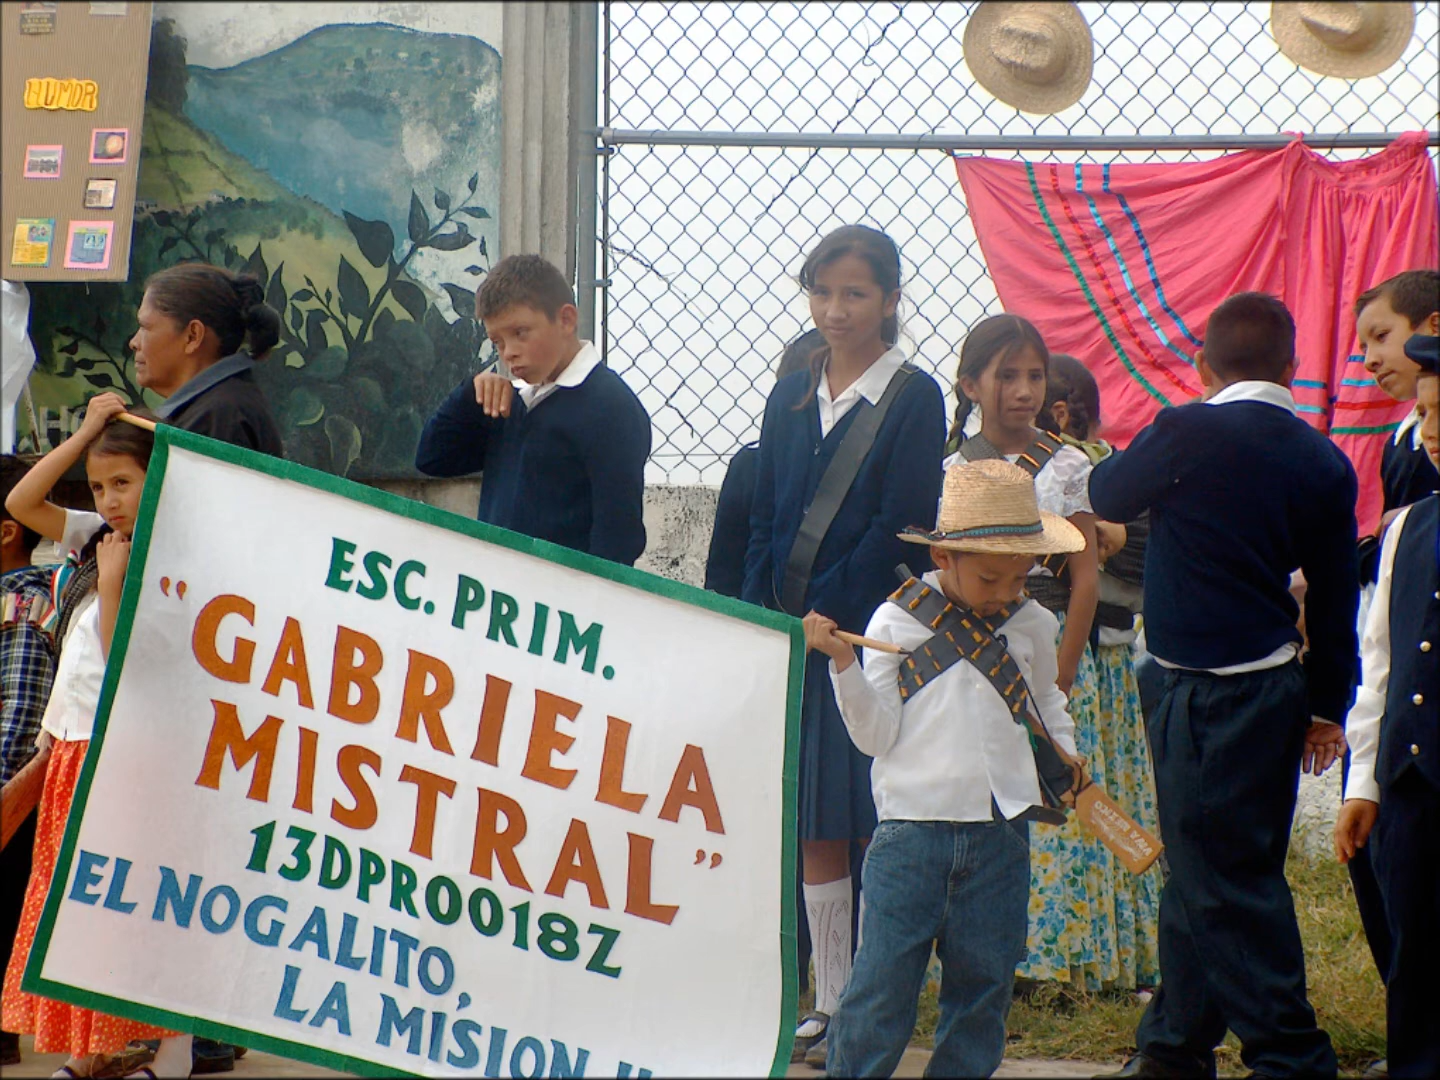 HUMOR
ESC. PRIM.
"GABRIELA
MISTRAL"
13DPR0018Z
EL NOGALITO,
LA MISION